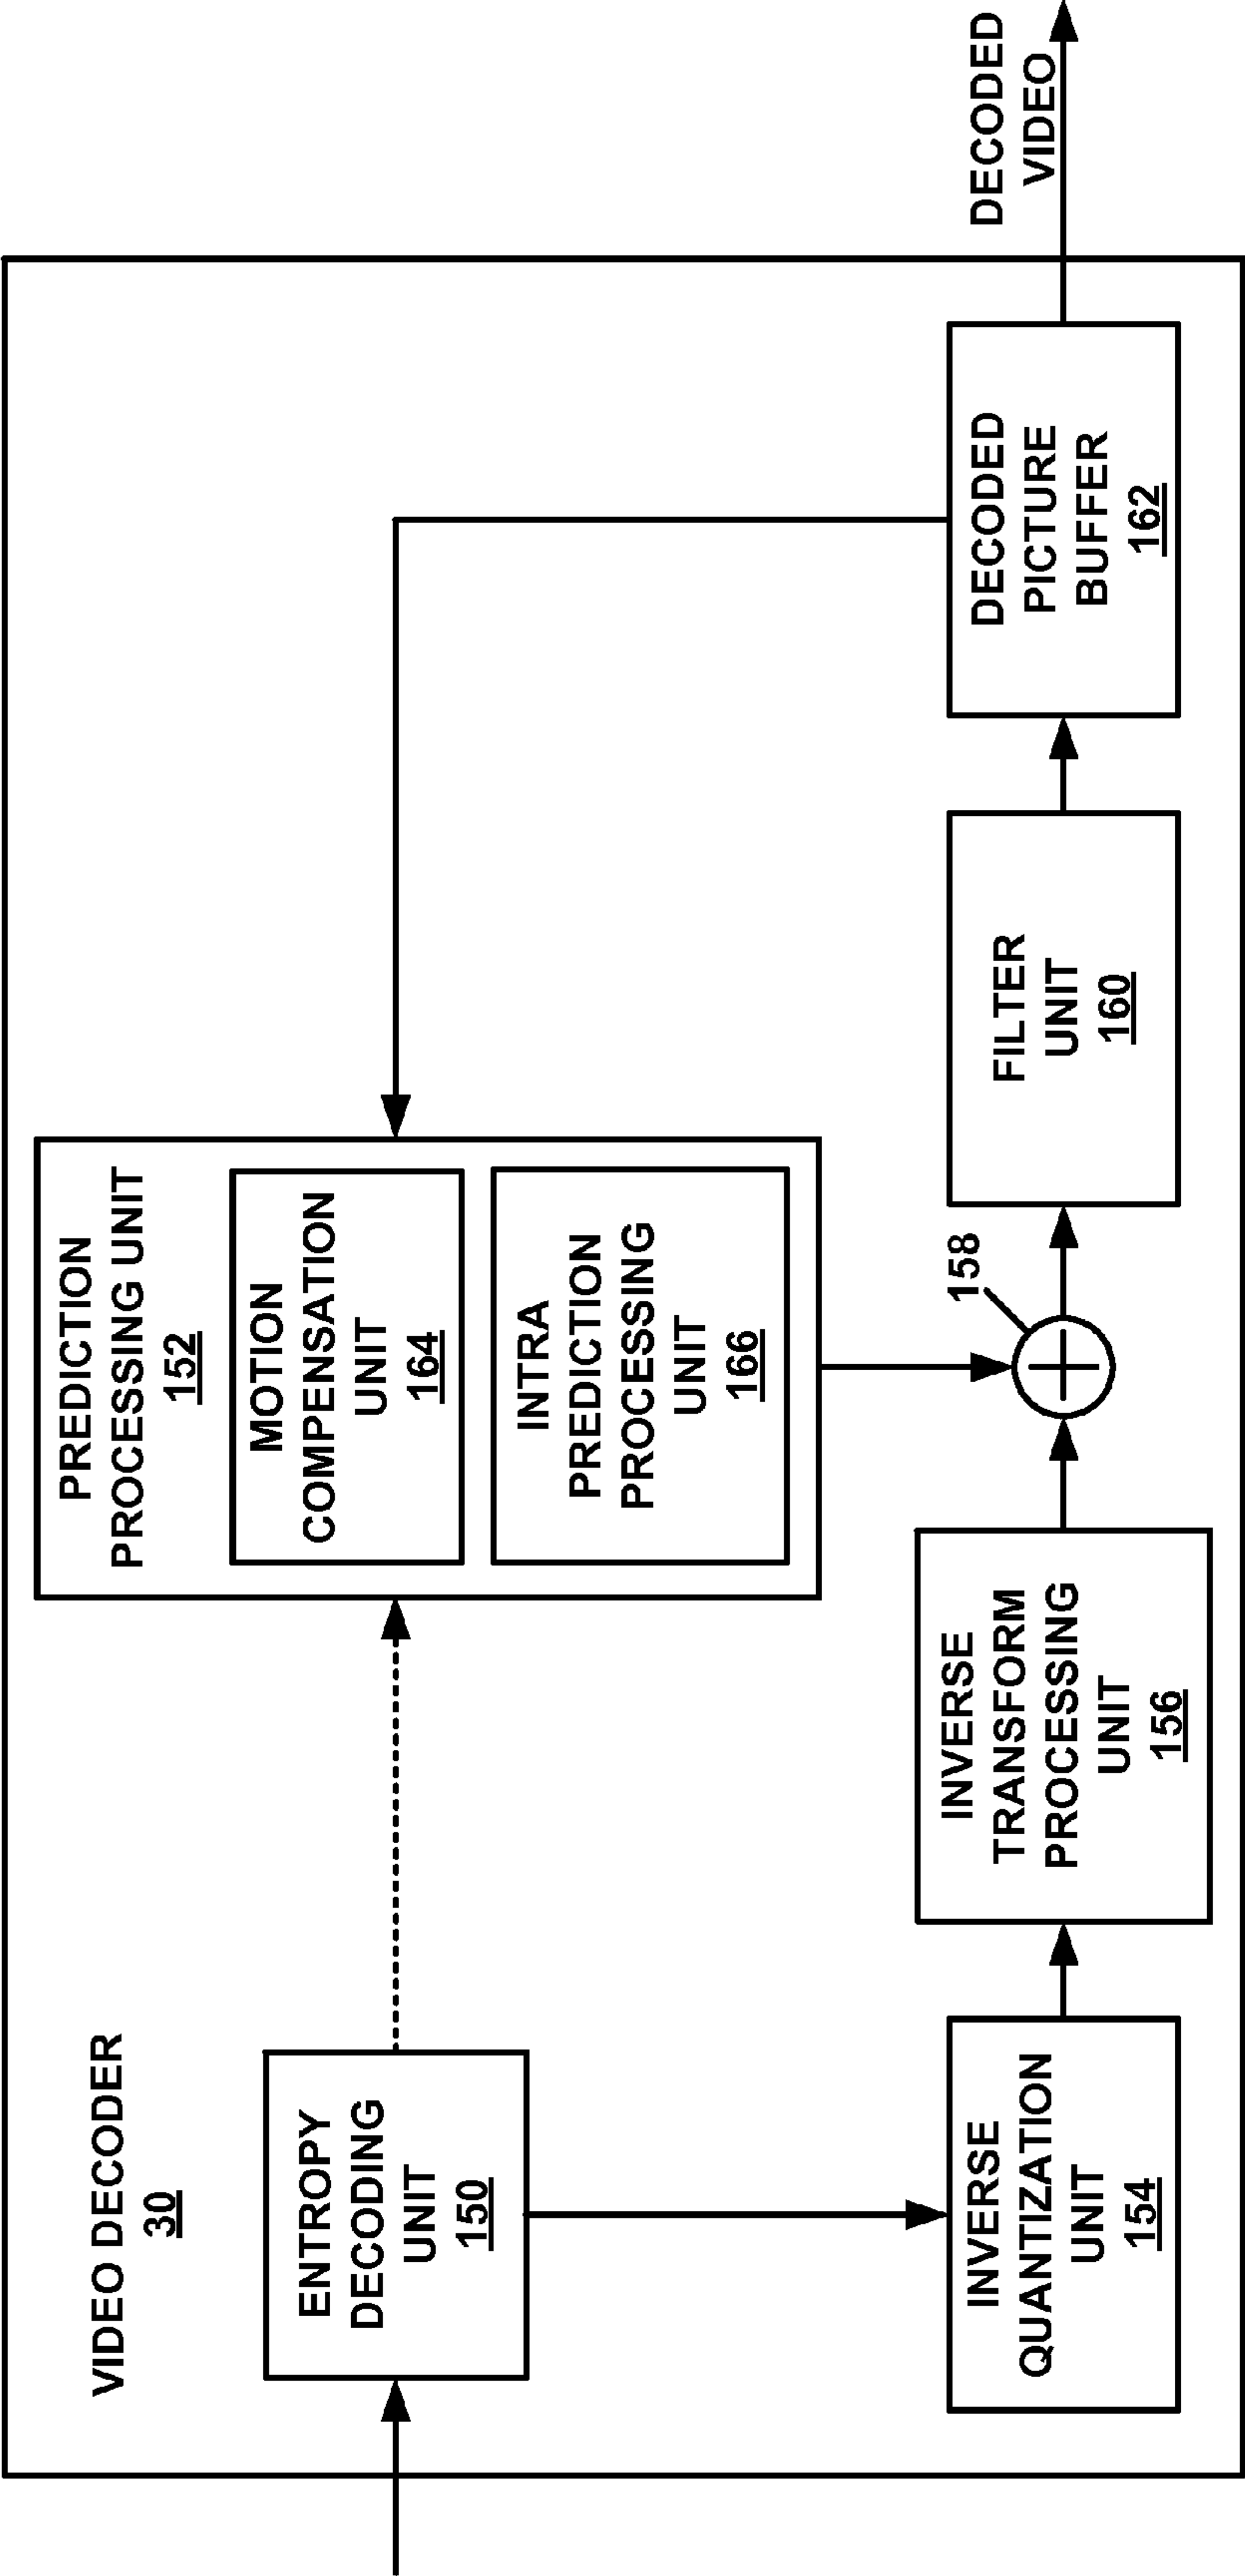 VIDEO DECODER
30
PREDICTION
PROCESSING UNIT
152
ENTROPY
DECODING
UNIT
150
MOTION
COMPENSATION
UNIT
164
INTRA
PREDICTION
PROCESSING
UNIT
166
158
INVERSE
QUANTIZATION
UNIT
154
INVERSE
TRANSFORM
PROCESSING
UNIT
156
FILTER
UNIT
160
DECODED
PICTURE
BUFFER
162
DECODED
VIDEO